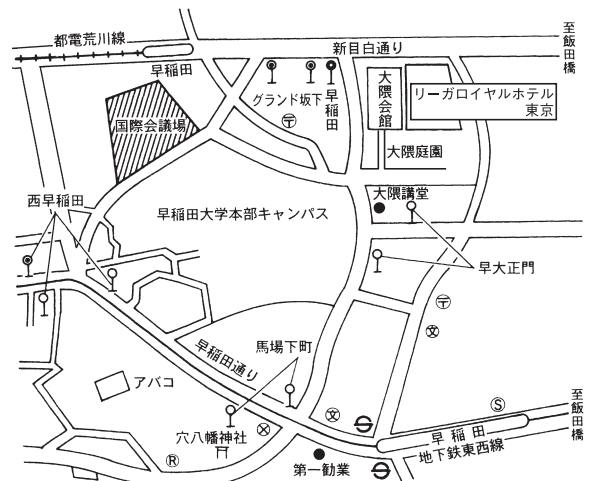 都電荒川線
新目白通り
至飯田橋
早稲田
グランド坂下
早稲田
大隈会館
リーガロイヤルホテル
東京
国際会議場
〒
大隈庭園
西早稲田
大隈講堂
早稲田大学本部キャンパス
早大正門
〒
文
早稲田通り
馬場下町
アバコ
文
S
至飯田橋
穴八幡神社
R
早稲田
地下鉄東西線
第一勧業